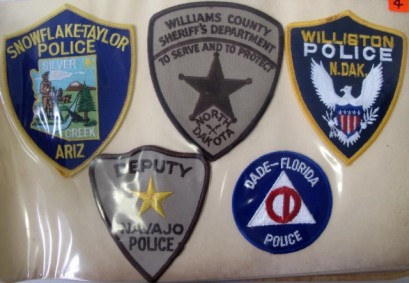 SNOWFLAKE-TAYLOR
POLICE
SILVER
CREEK
ARIZ
WILLIAMS COUNTY
SHERIFF'S DEPARTMENT
TO SERVE AND TO PROTECT
NORTH
DAKOTA
WILLISTON
POLICE
N.DAK.
4
DEPUTY
NAVAJO
POLICE
DADE-FLORIDA
CD
POLICE